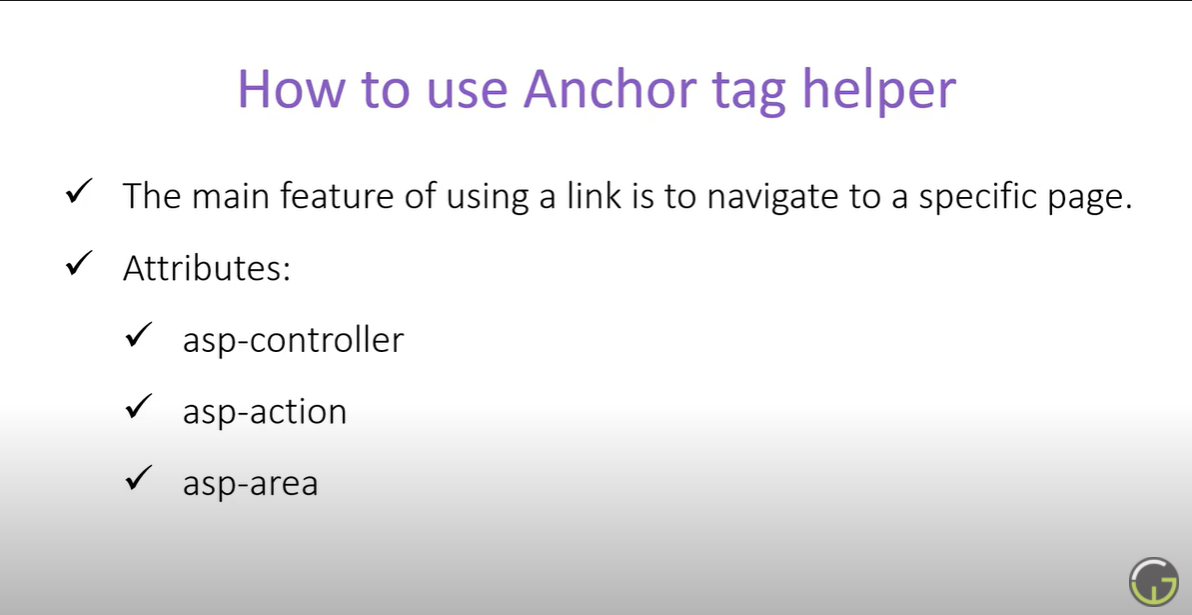 How to use Anchor tag helper
The main feature of using a link is to navigate to a specific page.
Attributes:
asp-controller
asp-action
asp-area